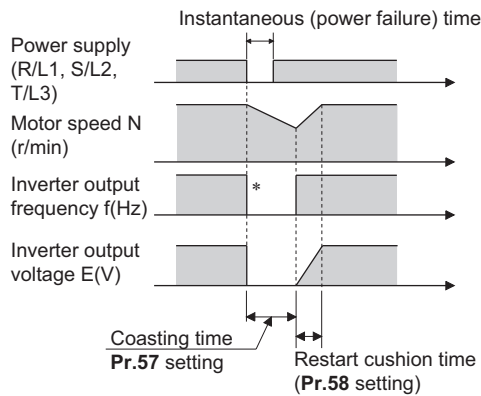 Instantaneous (power failure) time
Power supply
(R/L1, S/L2,
T/L3)
Motor speed N
(r/min)
Inverter output
frequency f(Hz)
*
Inverter output
voltage E(V)
Coasting time
Pr.57 setting
Restart cushion time
(Pr.58 setting)